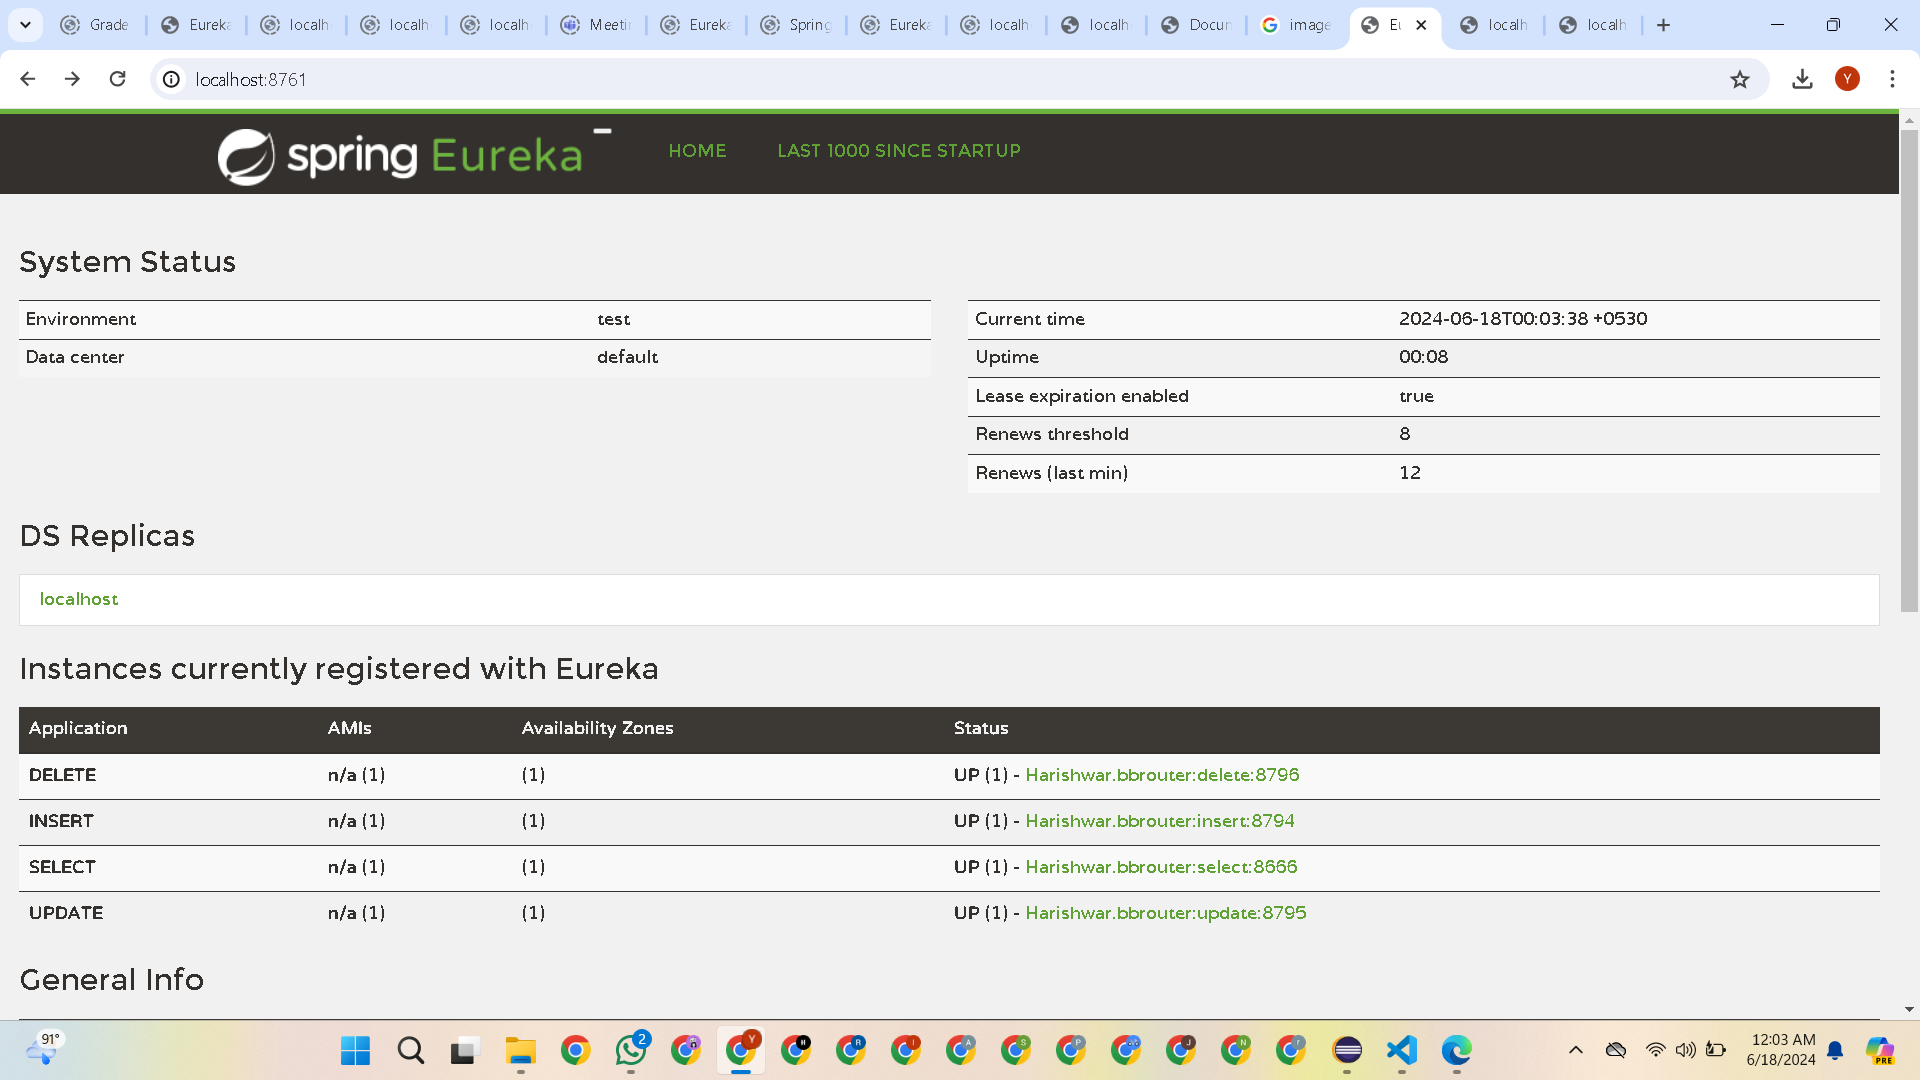 Grade Eureka localh localh localh Meetin Eureka Spring Eureka localh localh Docun image Eu localh localh
localhost:8761 Y
spring Eureka HOME LAST 1000 SINCE STARTUP
System Status
Environment test
Data center default
Current time 2024-06-18T00:03:38 +0530
Uptime 00:08
Lease expiration enabled true
Renews threshold 8
Renews (last min) 12
DS Replicas
localhost
Instances currently registered with Eureka
Application AMIs Availability Zones Status
DELETE n/a (1) (1) UP (1) - Harishwar.bbrouter:delete:8796
INSERT n/a (1) (1) UP (1) - Harishwar.bbrouter:insert:8794
SELECT n/a (1) (1) UP (1) - Harishwar.bbrouter:select:8666
UPDATE n/a (1) (1) UP (1) - Harishwar.bbrouter:update:8795
General Info
91° 2 Y H R I A S P J N r 12:03 AM
6/18/2024 PRE